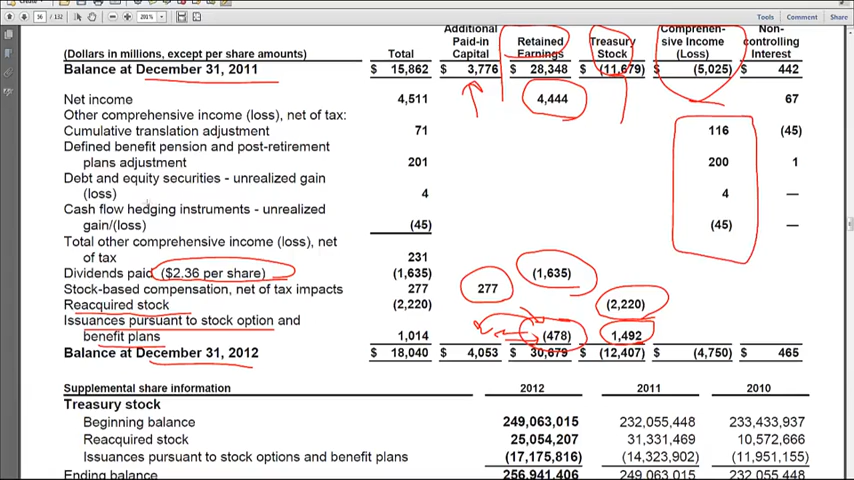 Create
56 / 132 201%
Tools Comment Share
(Dollars in millions, except per share amounts) Total Additional Paid-in Capital Retained Earnings Treasury Stock Comprehen-sive Income (Loss) Non-controlling Interest
Balance at December 31, 2011 $ 15,862 $ 3,776 $ 28,348 $ (11,679) $ (5,025) $ 442
Net income 4,511 4,444 67
Other comprehensive income (loss), net of tax:
Cumulative translation adjustment 71 116 (45)
Defined benefit pension and post-retirement
plans adjustment 201 200 1
Debt and equity securities - unrealized gain
(loss) 4 4 —
Cash flow hedging instruments - unrealized
gain/(loss) (45) (45) —
Total other comprehensive income (loss), net
of tax 231
Dividends paid ($2.36 per share) (1,635) (1,635)
Stock-based compensation, net of tax impacts 277 277
Reacquired stock (2,220) (2,220)
Issuances pursuant to stock option and
benefit plans 1,014 (478) 1,492
Balance at December 31, 2012 $ 18,040 $ 4,053 $ 30,679 $ (12,407) $ (4,750) $ 465
Supplemental share information 2012 2011 2010
Treasury stock
Beginning balance 249,063,015 232,055,448 233,433,937
Reacquired stock 25,054,207 31,331,469 10,572,666
Issuances pursuant to stock options and benefit plans (17,175,816) (14,323,902) (11,951,155)
Ending balance 256,941,406 249,063,015 232,055,448